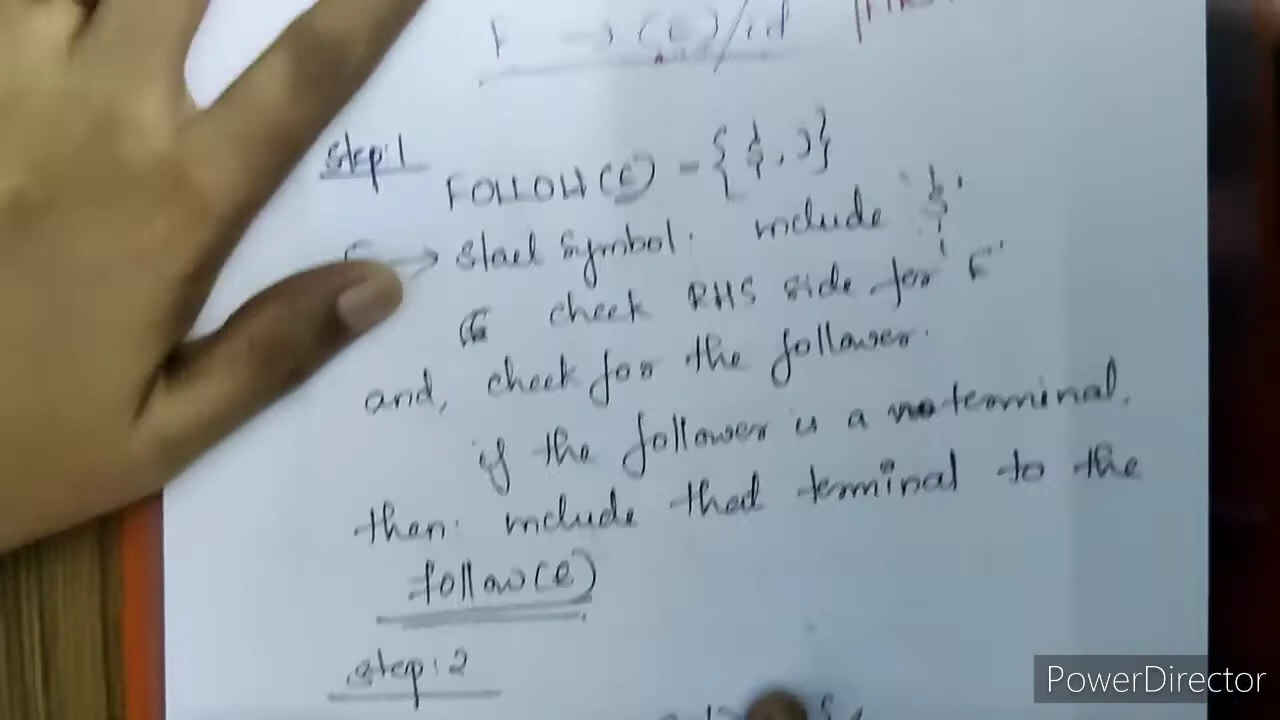 F → (E)/id
Step:1
FOLLOW(E) = {$, )}
E → Start Symbol: include '$'
check RHS side for 'E'
and, check for the follower.
if the follower is a terminal.
then: include that terminal to the
follow(E)
Step:2
PowerDirector